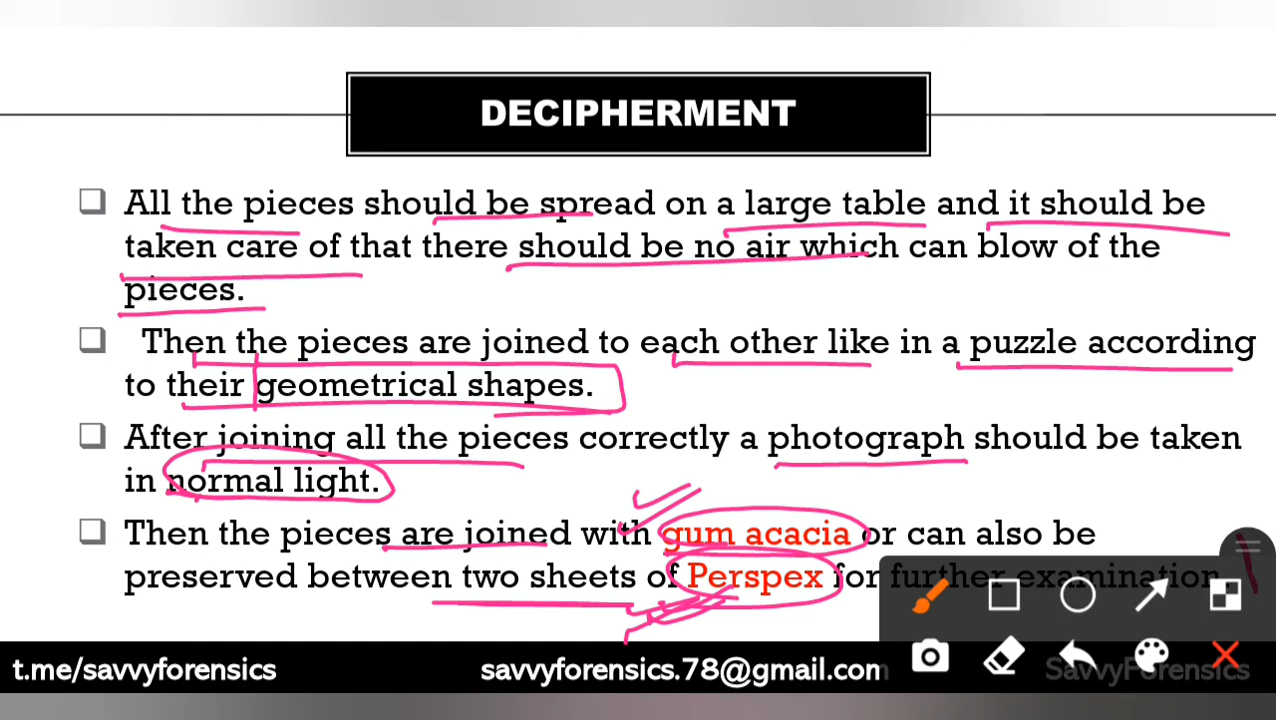 DECIPHERMENT
All the pieces should be spread on a large table and it should be
taken care of that there should be no air which can blow of the
pieces.
Then the pieces are joined to each other like in a puzzle according
to their geometrical shapes.
After joining all the pieces correctly a photograph should be taken
in normal light.
Then the pieces are joined with gum acacia or can also be
preserved between two sheets of Perspex for further examination.
t.me/savvyforensics
savvyforensics.78@gmail.com
SavvyForensics